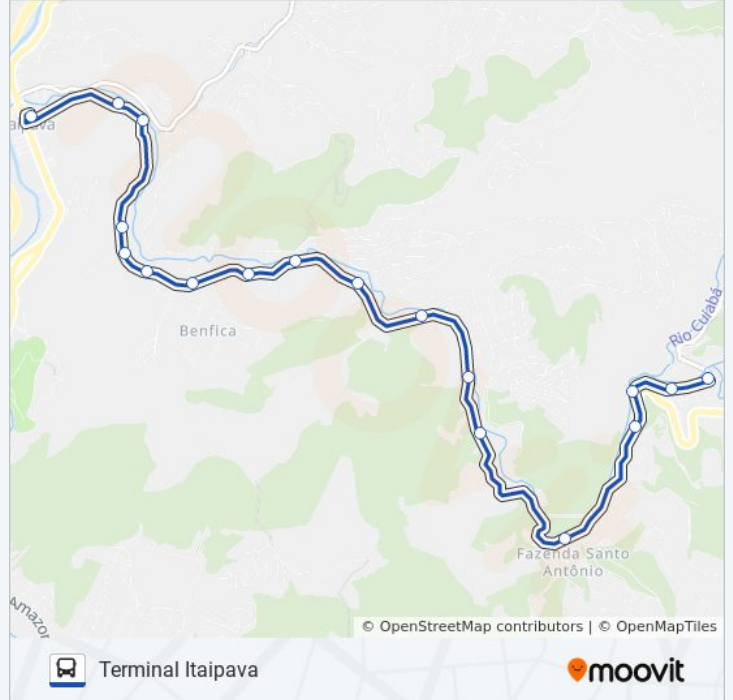 aipava
Benfica
Rio Cuiabá
Fazenda Santo
Antônio
Amazor
© OpenStreetMap contributors | © OpenMapTiles
Terminal Itaipava
moovit